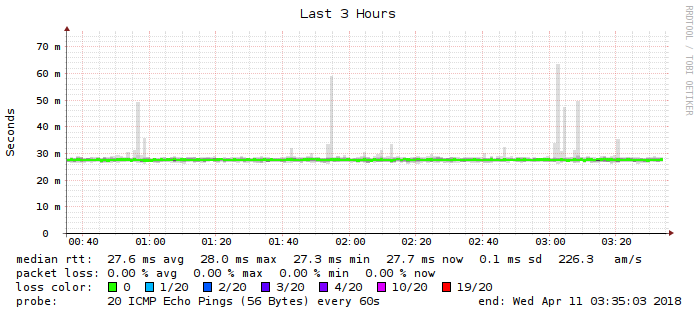 Last 3 Hours
RRDTOOL / TOBI OETIKER
Seconds
70 m
60 m
50 m
40 m
30 m
20 m
10 m
0
00:40 01:00 01:20 01:40 02:00 02:20 02:40 03:00 03:20
median rtt: 27.6 ms avg 28.0 ms max 27.3 ms min 27.7 ms now 0.1 ms sd 226.3 am/s
packet loss: 0.00 % avg 0.00 % max 0.00 % min 0.00 % now
loss color: 0 1/20 2/20 3/20 4/20 10/20 19/20
probe: 20 ICMP Echo Pings (56 Bytes) every 60s end: Wed Apr 11 03:35:03 2018